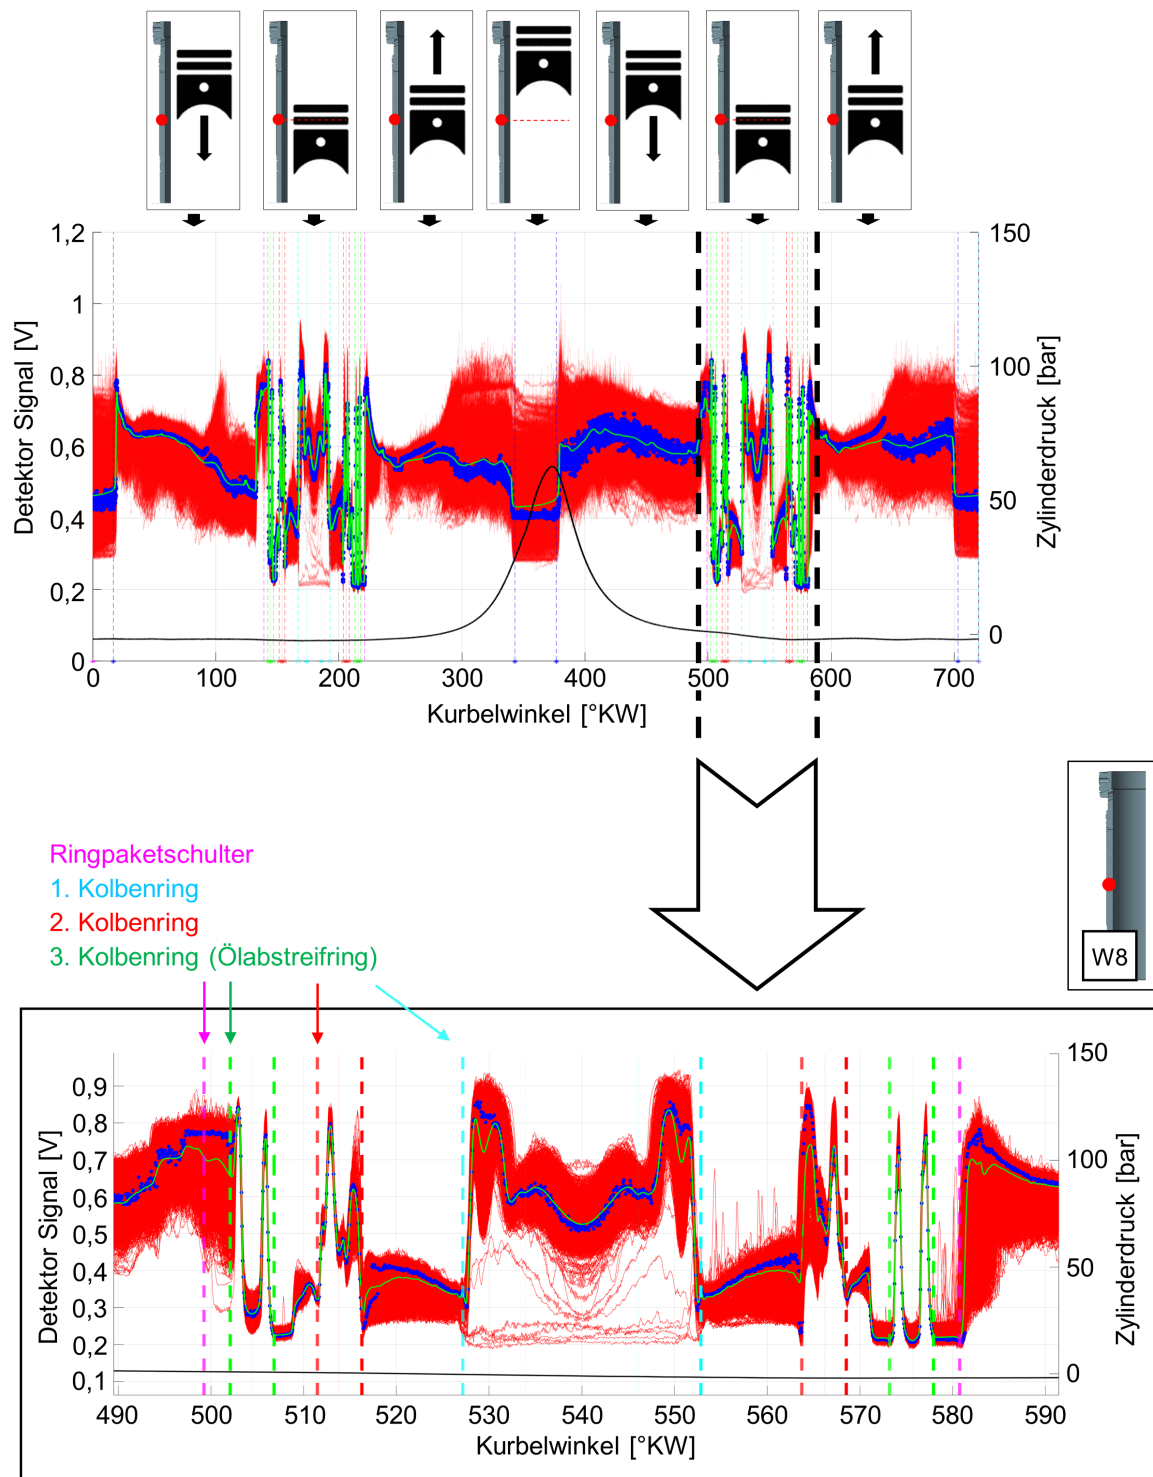 1,2
1
0,8
0,6
0,4
0,2
0
Detektor Signal [V]
150
100
50
0
Zylinderdruck [bar]
0 100 200 300 400 500 600 700
Kurbelwinkel [°KW]
Ringpaketschulter
1. Kolbenring
2. Kolbenring
3. Kolbenring (Ölabstreifring)
W8
0,9
0,8
0,7
0,6
0,5
0,4
0,3
0,2
0,1
Detektor Signal [V]
150
100
50
0
Zylinderdruck [bar]
490 500 510 520 530 540 550 560 570 580 590
Kurbelwinkel [°KW]